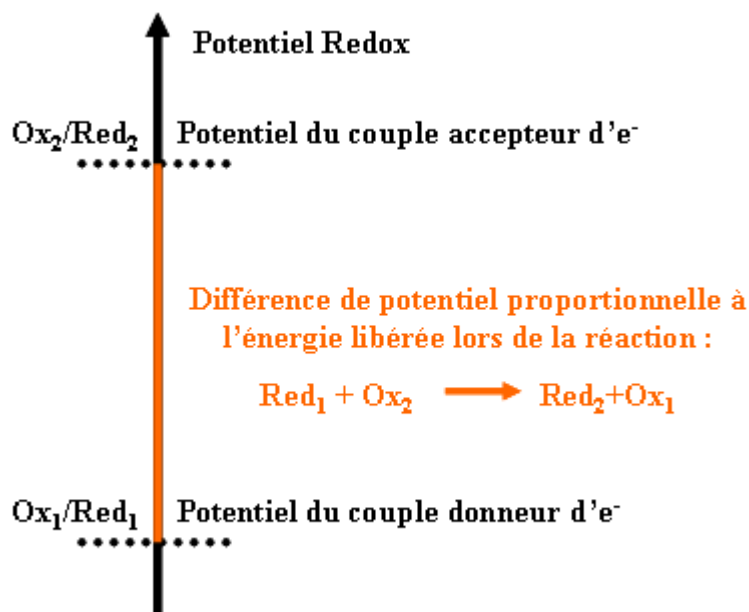 Potentiel Redox
Ox₂/Red₂ Potentiel du couple accepteur d'e⁻
Différence de potentiel proportionnelle à
l'énergie libérée lors de la réaction :
Red₁ + Ox₂ → Red₂+Ox₁
Ox₁/Red₁ Potentiel du couple donneur d'e⁻